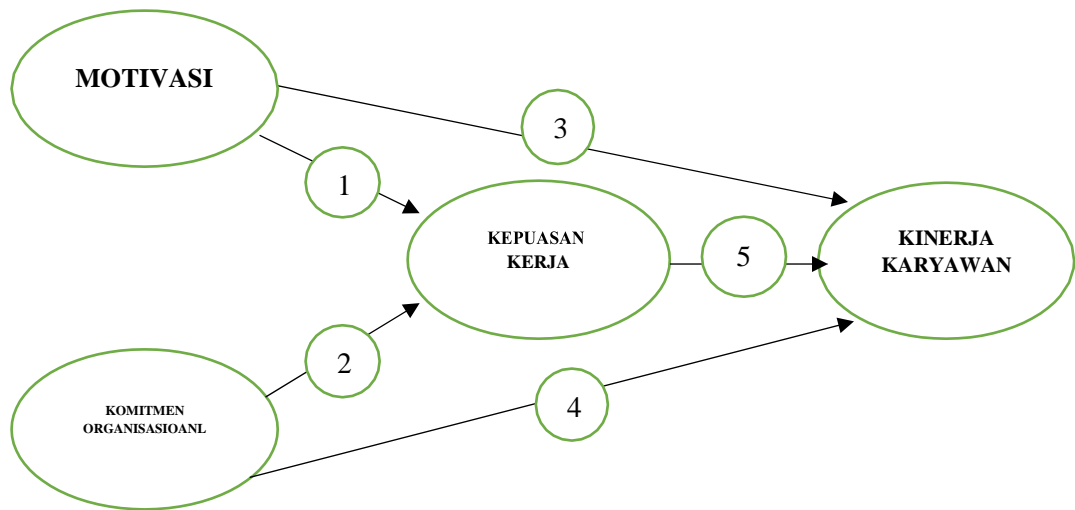 MOTIVASI
3
1
KEPUASAN
KERJA
5
KINERJA
KARYAWAN
2
KOMITMEN
ORGANISASIOANL
4